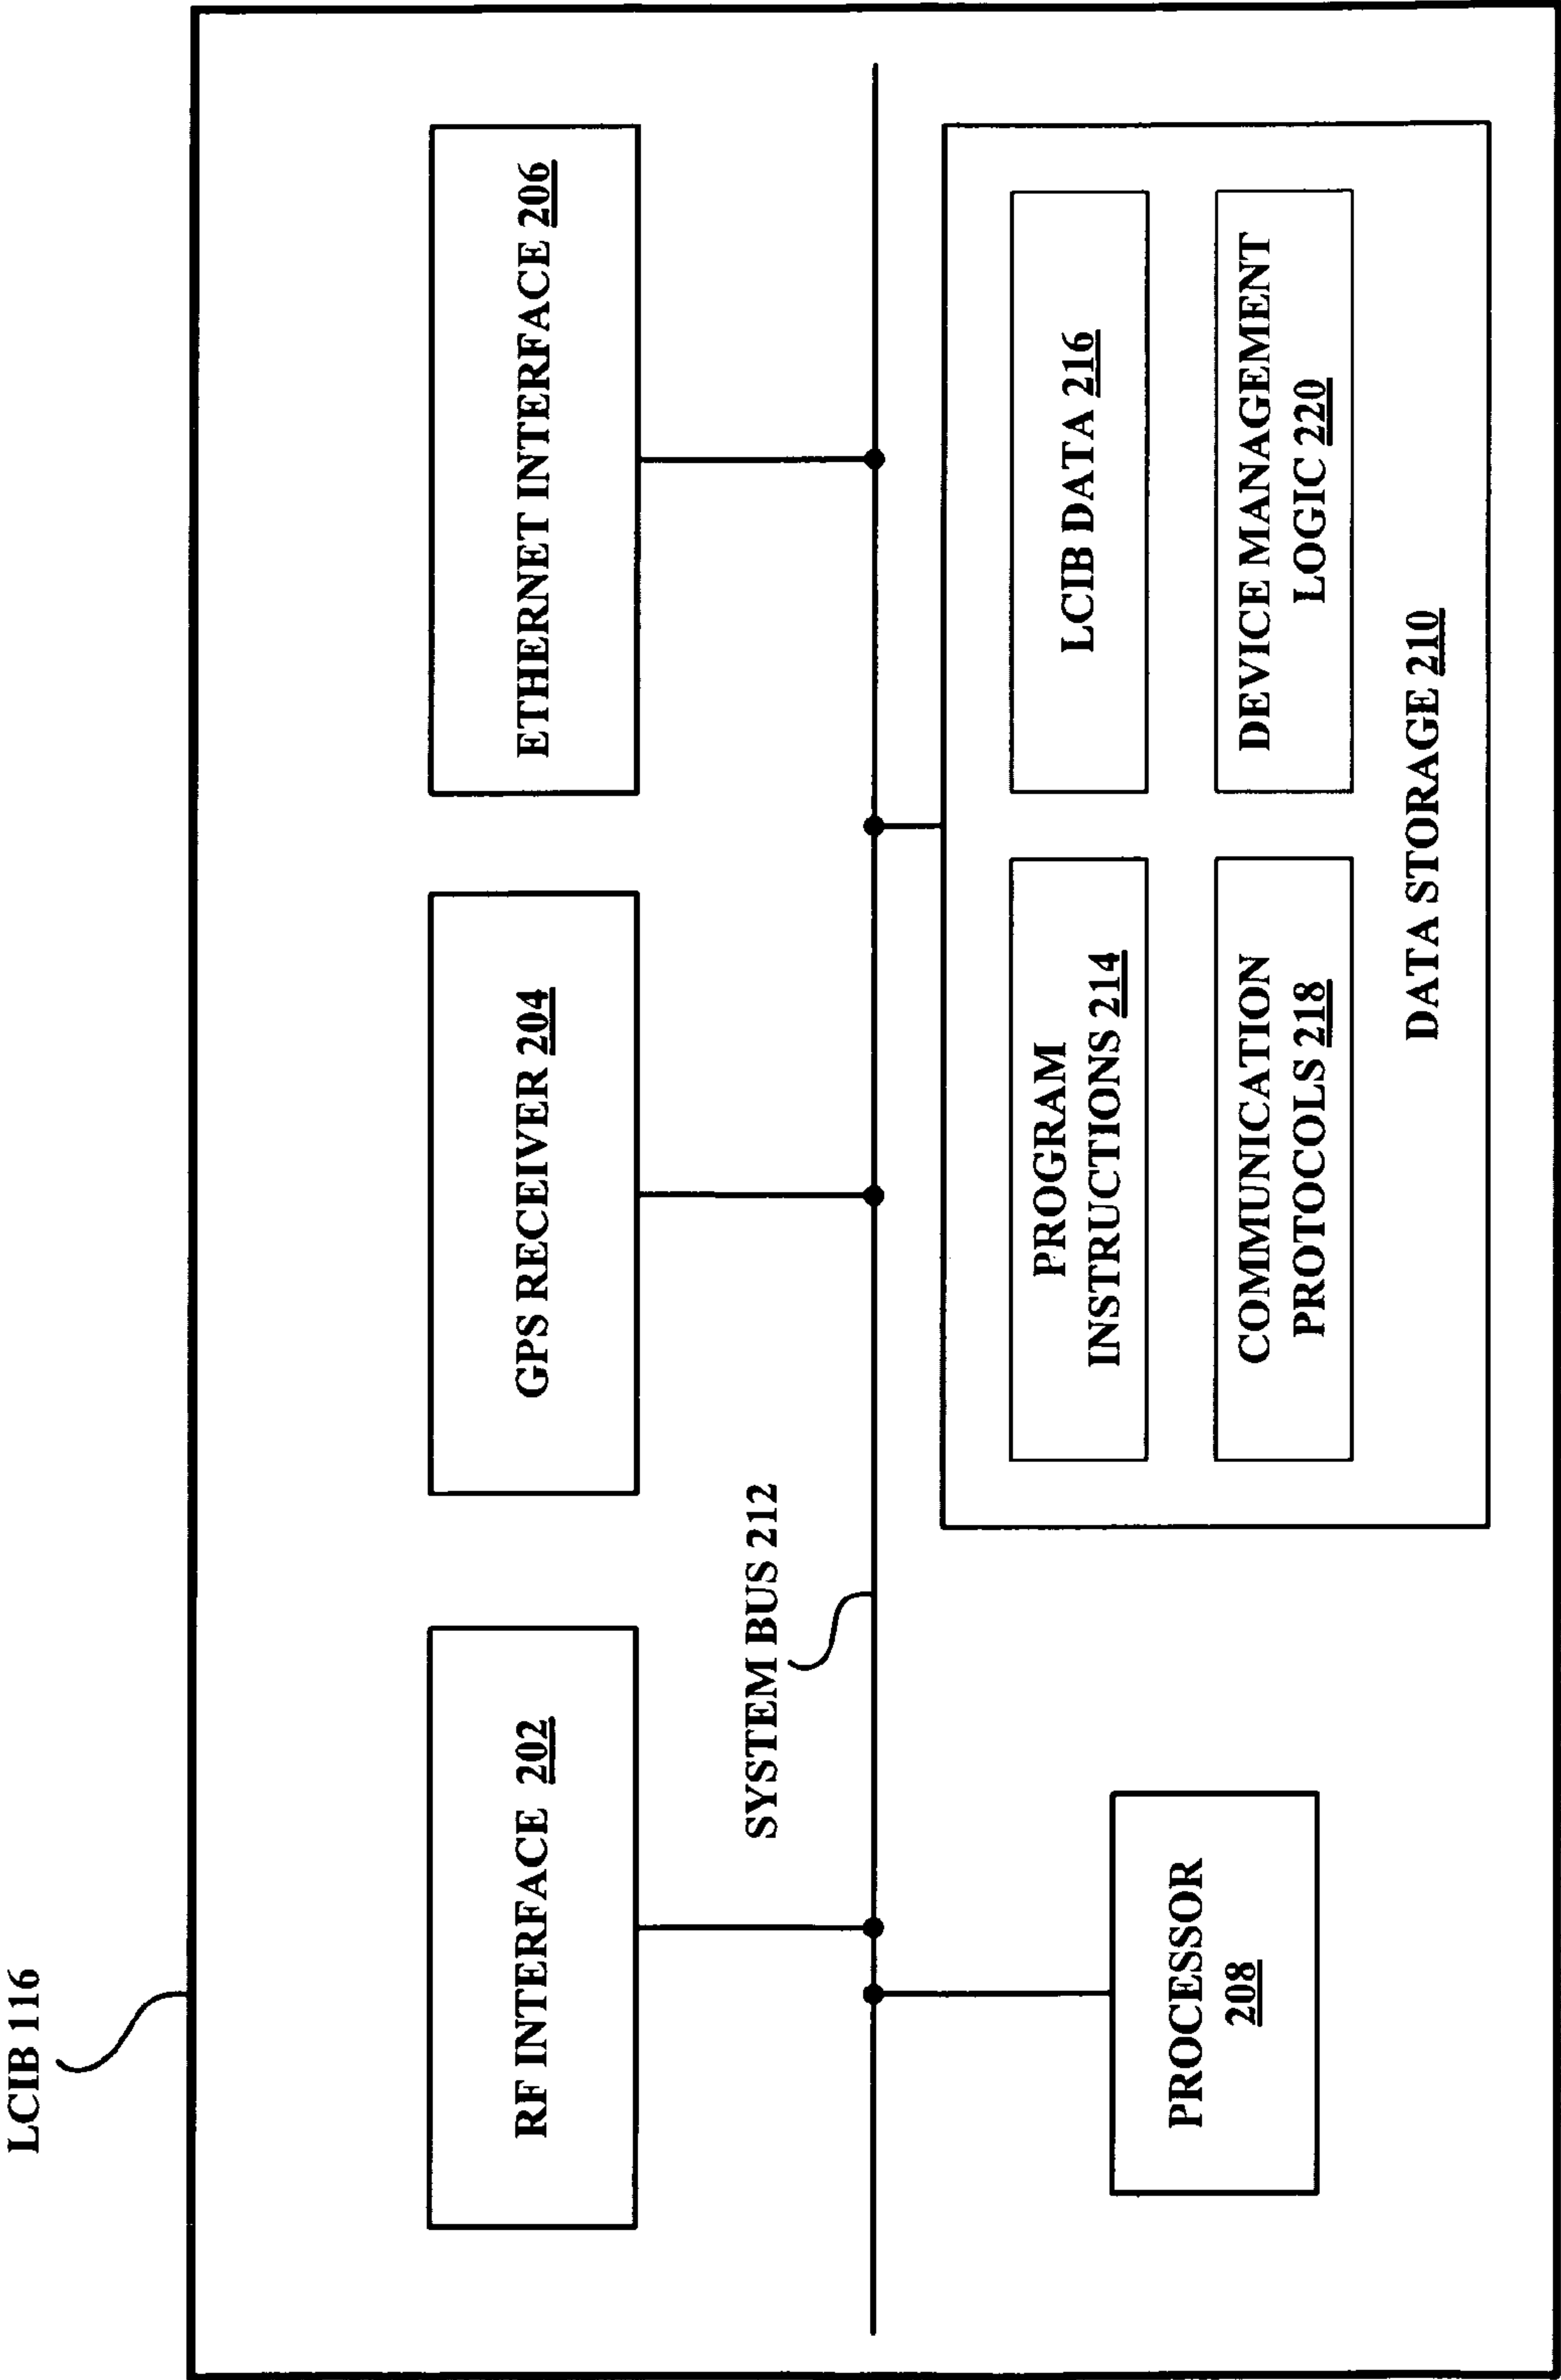 LCIB 116
RF INTERFACE 202
GPS RECEIVER 204
ETHERNET INTERFACE 206
SYSTEM BUS 212
PROCESSOR
208
PROGRAM
INSTRUCTIONS 214
LCIB DATA 216
COMMUNICATION
PROTOCOLS 218
DEVICE MANAGEMENT
LOGIC 220
DATA STORAGE 210